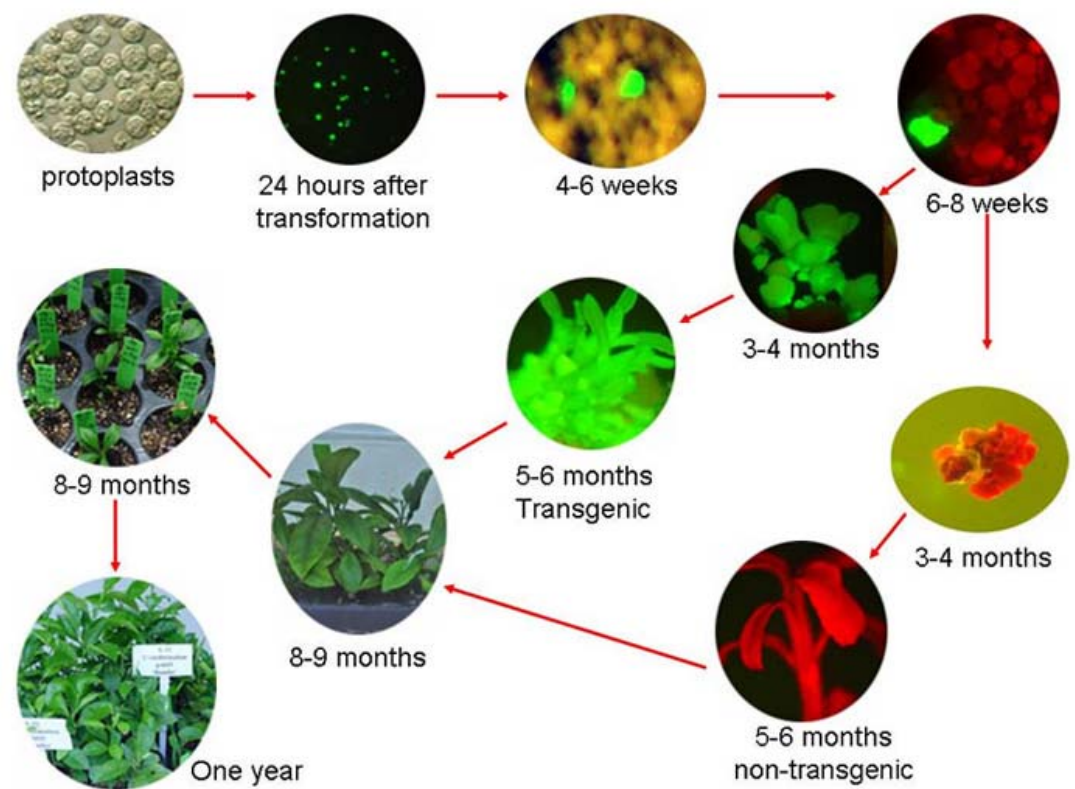 protoplasts
24 hours after
transformation
4-6 weeks
6-8 weeks
3-4 months
5-6 months
Transgenic
3-4 months
5-6 months
non-transgenic
8-9 months
8-9 months
One year